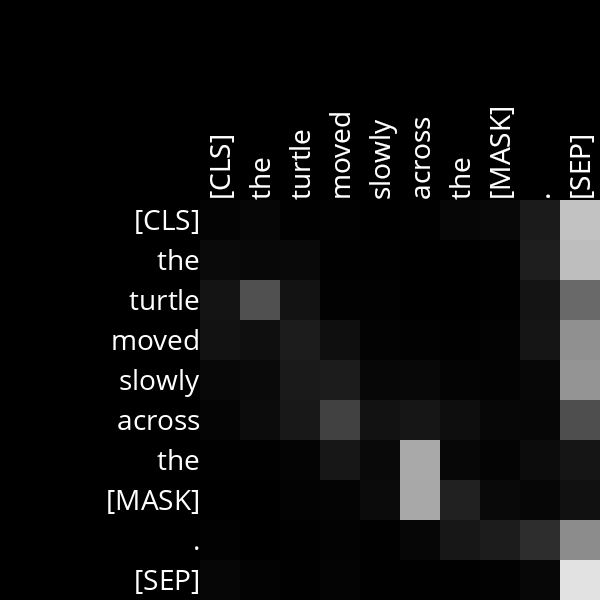 [CLS] the turtle moved slowly across the [MASK] . [SEP]
[CLS]
the
turtle
moved
slowly
across
the
[MASK]
.
[SEP]